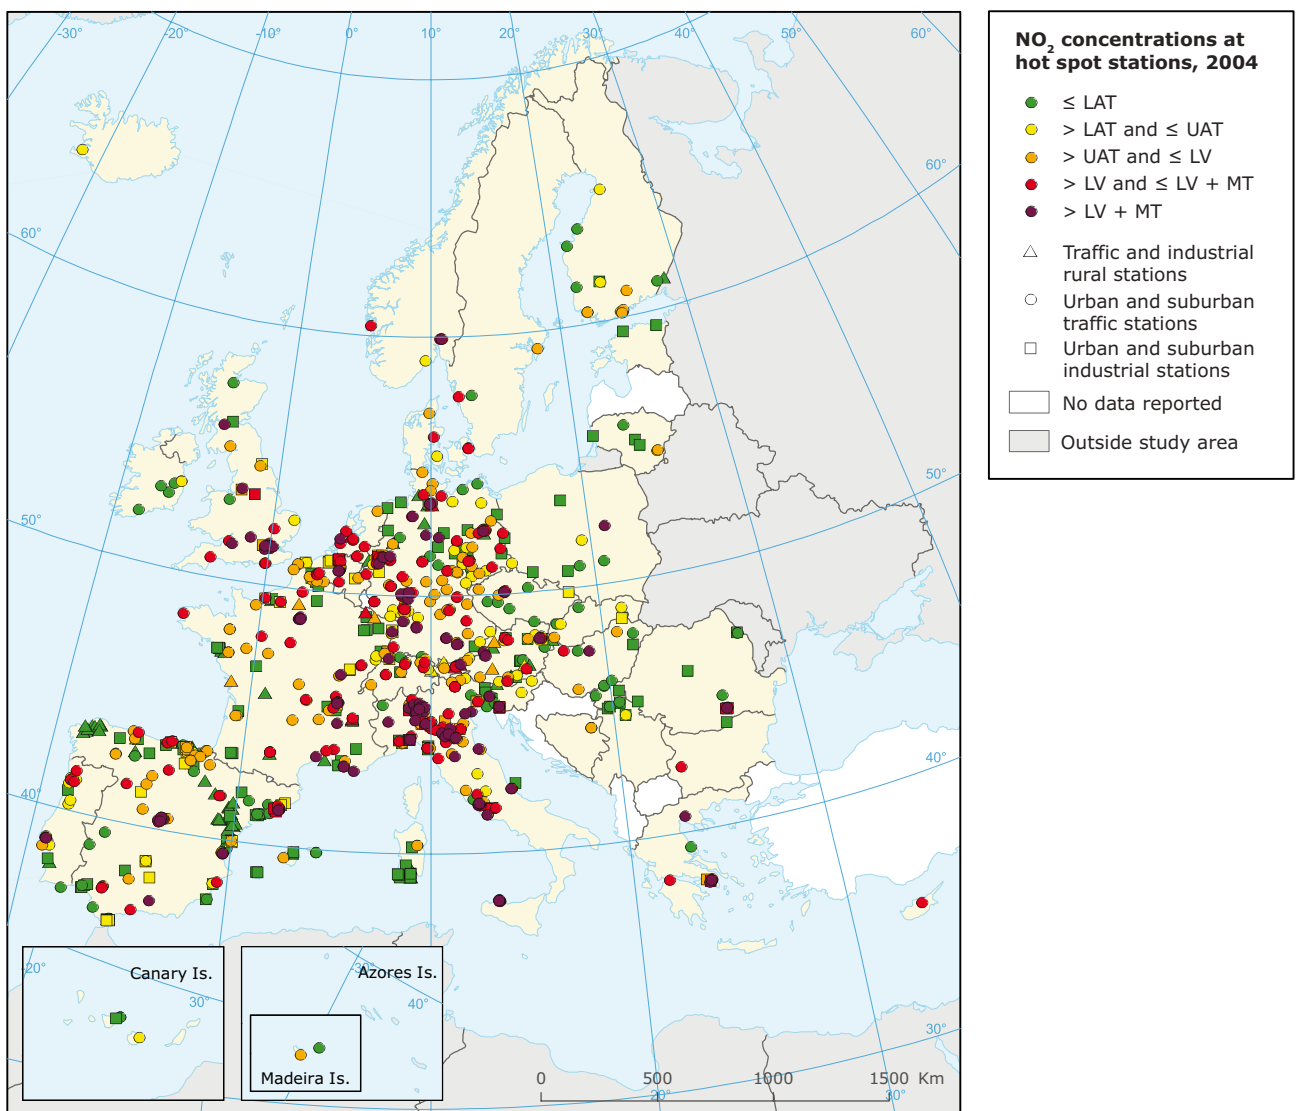 -30°
-20°
-10°
0°
10°
20°
30°
40°
50°
60°
60°
60°
50°
50°
40°
40°
30°
20°
30°
-20°
Canary Is.
30°
-30°
Azores Is.
40°
Madeira Is.
0
500
1000
1500 Km
NO₂ concentrations at
hot spot stations, 2004
≤ LAT
> LAT and ≤ UAT
> UAT and ≤ LV
> LV and ≤ LV + MT
> LV + MT
Traffic and industrial
rural stations
Urban and suburban
traffic stations
Urban and suburban
industrial stations
No data reported
Outside study area